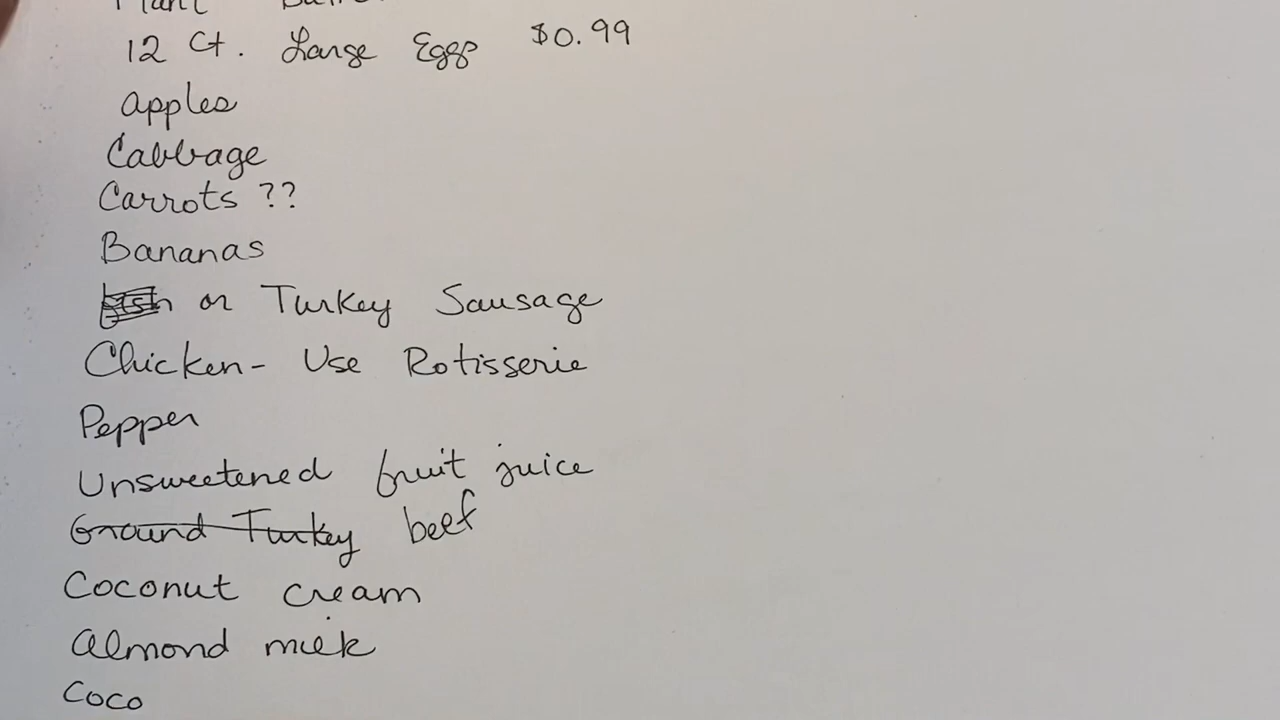 12 Ct. Large Eggs $0.99
apples
Cabbage
Carrots ??
Bananas
or Turkey Sausage
Chicken- Use Rotisserie
Pepper
Unsweetened fruit juice
Ground Turkey beef
Coconut cream
almond milk
Coco